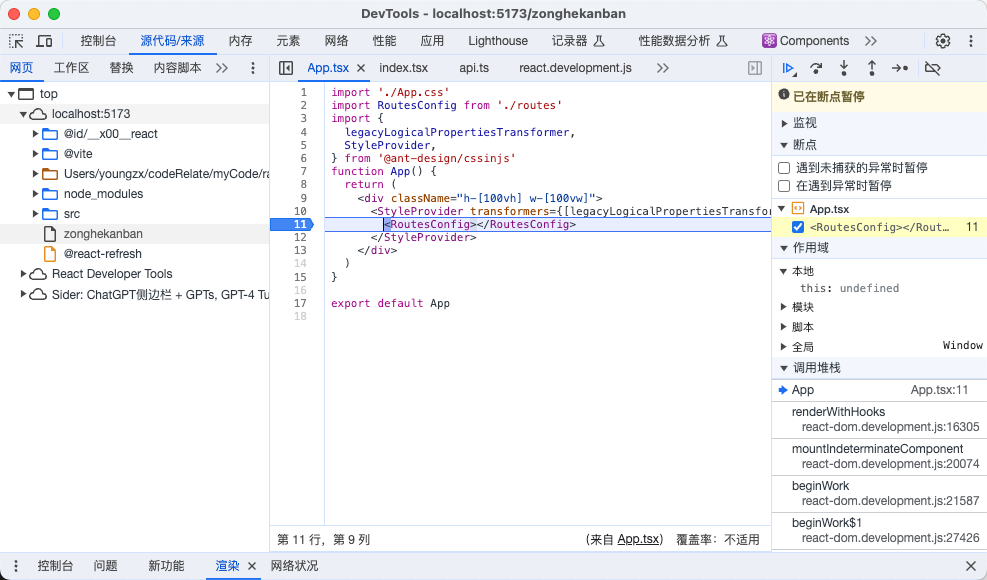 DevTools - localhost:5173/zonghekanban
控制台 源代码/来源 内存 元素 网络 性能 应用 Lighthouse 记录器 性能数据分析 Components
网页 工作区 替换 内容脚本
App.tsx index.tsx api.ts react.development.js
top
localhost:5173
@id/__x00__react
@vite
Users/youngzx/codeRelate/myCode/ra
node_modules
src
zonghekanban
@react-refresh
React Developer Tools
Sider: ChatGPT侧边栏 + GPTs, GPT-4 Tu
1 import './App.css'
2 import RoutesConfig from './routes'
3 import {
4 legacyLogicalPropertiesTransformer,
5 StyleProvider,
6 } from '@ant-design/cssinjs'
7 function App() {
8 return (
9 <div className="h-[100vh] w-[100vw]">
10 <StyleProvider transformers={[legacyLogicalPropertiesTransfor
11 <RoutesConfig></RoutesConfig>
12 </StyleProvider>
13 </div>
14 )
15 }
16
17 export default App
18
第 11 行，第 9 列 (来自 App.tsx) 覆盖率：不适用
已在断点暂停
监视
断点
遇到未捕获的异常时暂停
在遇到异常时暂停
App.tsx
<RoutesConfig></Rout… 11
作用域
本地
this: undefined
模块
脚本
全局 Window
调用堆栈
App App.tsx:11
renderWithHooks
react-dom.development.js:16305
mountIndeterminateComponent
react-dom.development.js:20074
beginWork
react-dom.development.js:21587
beginWork$1
react-dom.development.js:27426
控制台 问题 新功能 渲染 网络状况